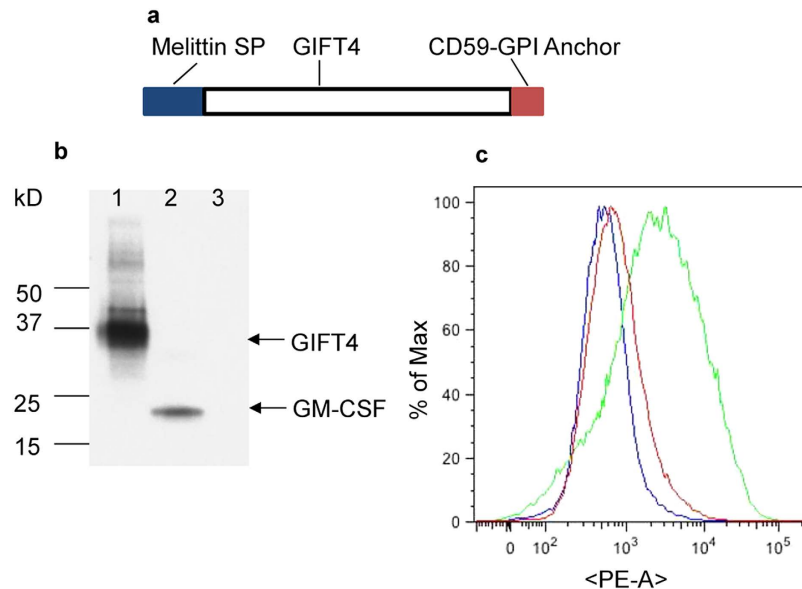 a
Melittin SP GIFT4 CD59-GPI Anchor
b
kD 1 2 3
50
37
25
15
GIFT4
GM-CSF
c
% of Max
100
80
60
40
20
0
0 10² 10³ 10⁴ 10⁵
<PE-A>